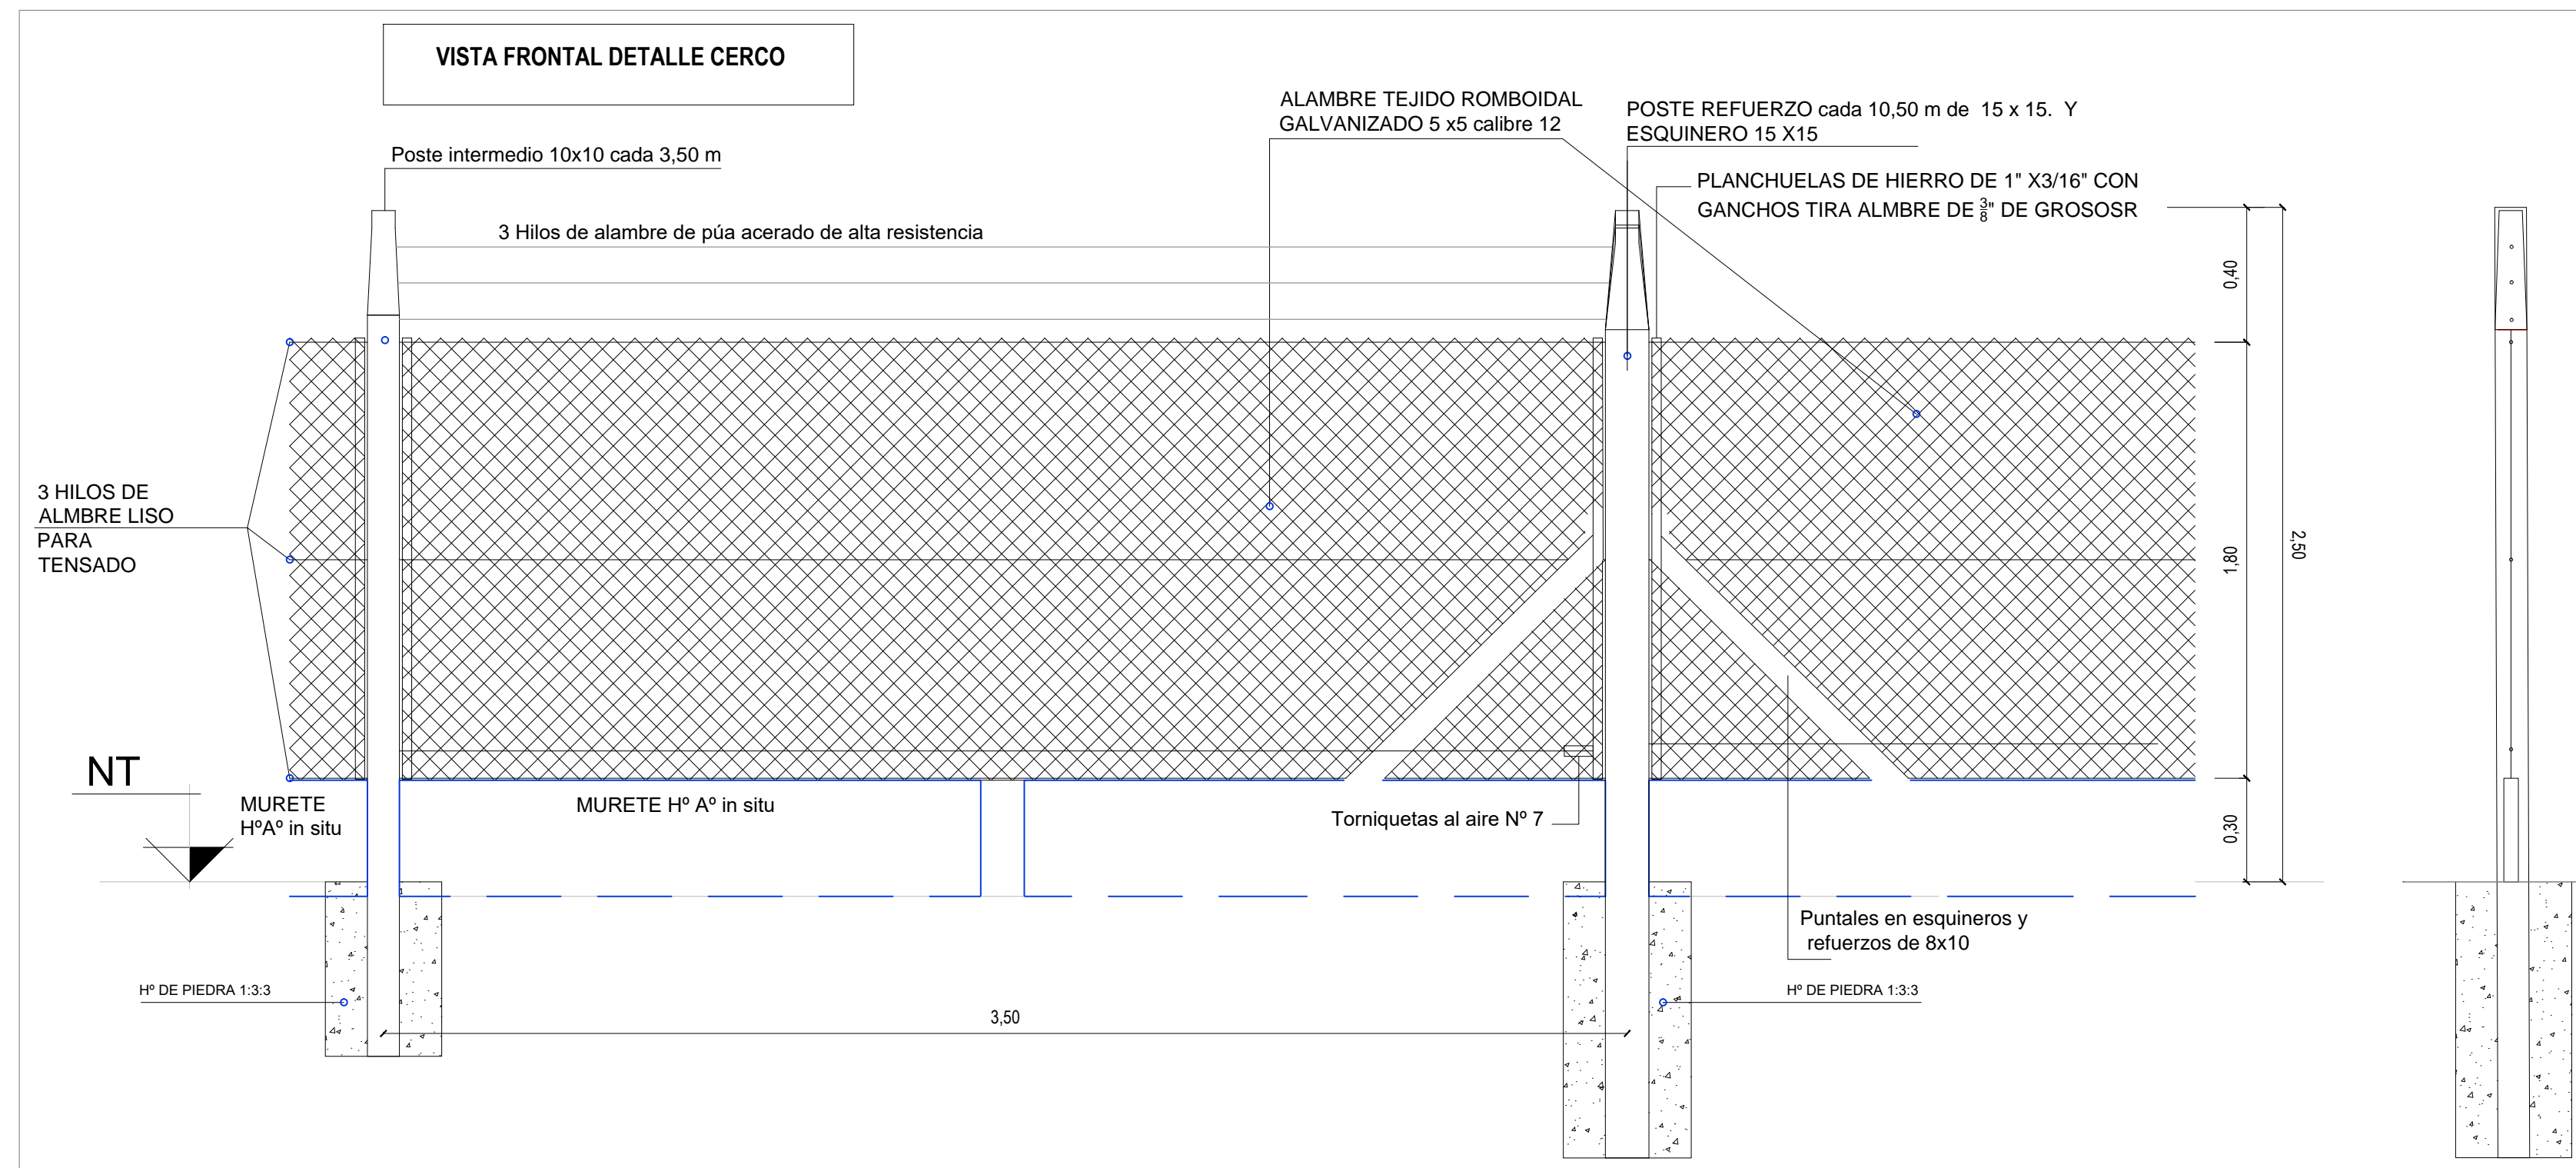 VISTA FRONTAL DETALLE CERCO
ALAMBRE TEJIDO ROMBOIDAL
GALVANIZADO 5 x5 calibre 12
POSTE REFUERZO cada 10,50 m de 15 x 15. Y
ESQUINERO 15 X15
Poste intermedio 10x10 cada 3,50 m
PLANCHUELAS DE HIERRO DE 1" X3/16" CON
GANCHOS TIRA ALMBRE DE 3/8" DE GROSOSR
3 Hilos de alambre de púa acerado de alta resistencia
0,40
3 HILOS DE
ALMBRE LISO
PARA
TENSADO
1,80
2,50
NT
MURETE
HºAº in situ
MURETE Hº Aº in situ
Torniquetas al aire Nº 7
0,30
Puntales en esquineros y
refuerzos de 8x10
Hº DE PIEDRA 1:3:3
Hº DE PIEDRA 1:3:3
3,50